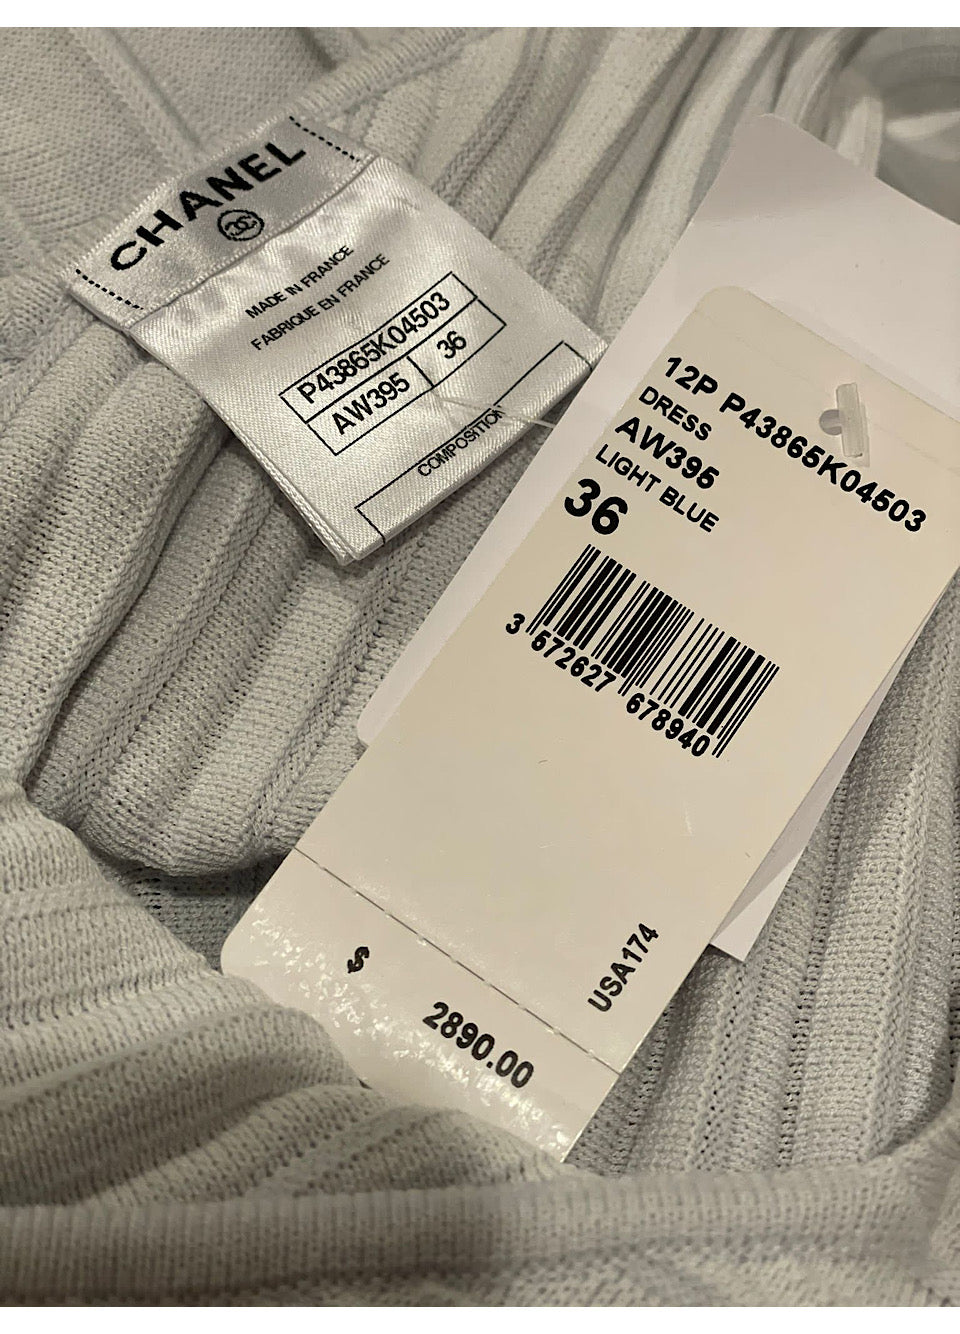 CHANEL
MADE IN FRANCE
FABRIQUE EN FRANCE
P43865K04503
AW395 36
COMPOSITION
12P P43865K04503
DRESS
AW395
LIGHT BLUE
36
3 572627 678940
USA174
$ 2890.00